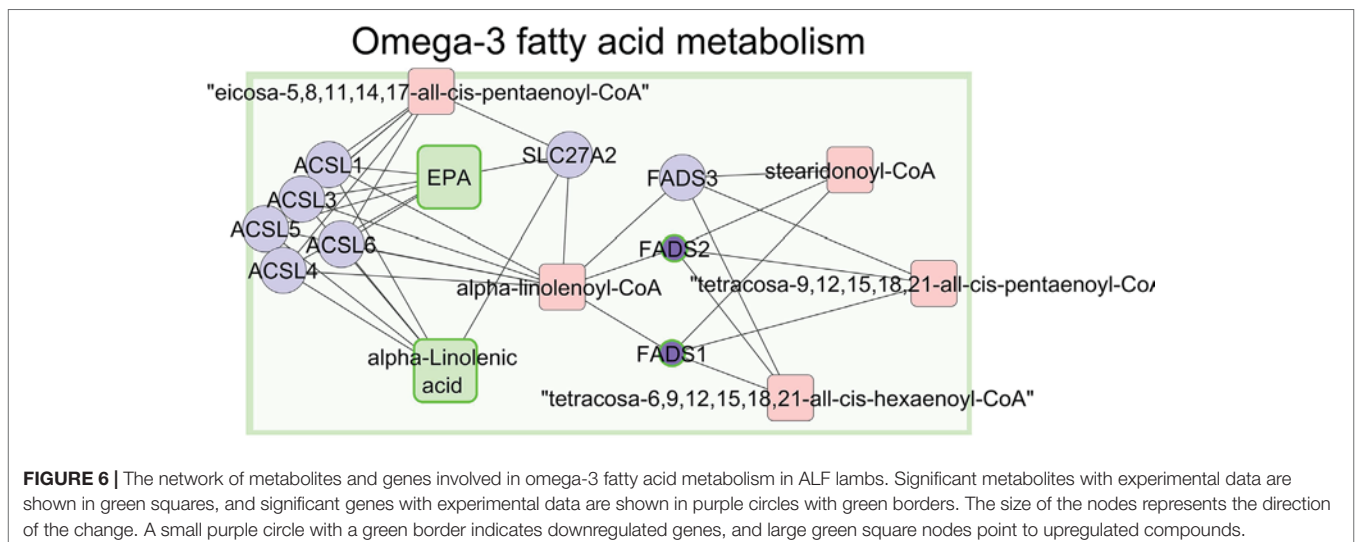 Omega-3 fatty acid metabolism
"eicosa-5,8,11,14,17-all-cis-pentaenoyl-CoA"
ACSL1
EPA
SLC27A2
FADS3
stearidonoyl-CoA
ACSL3
ACSL5
ACSL6
ACSL4
FADS2
alpha-linolenoyl-CoA
"tetracosa-9,12,15,18,21-all-cis-pentaenoyl-Co
alpha-Linolenic
acid
FADS1
"tetracosa-6,9,12,15,18,21-all-cis-hexaenoyl-CoA"
FIGURE 6 | The network of metabolites and genes involved in omega-3 fatty acid metabolism in ALF lambs. Significant metabolites with experimental data are
shown in green squares, and significant genes with experimental data are shown in purple circles with green borders. The size of the nodes represents the direction
of the change. A small purple circle with a green border indicates downregulated genes, and large green square nodes point to upregulated compounds.